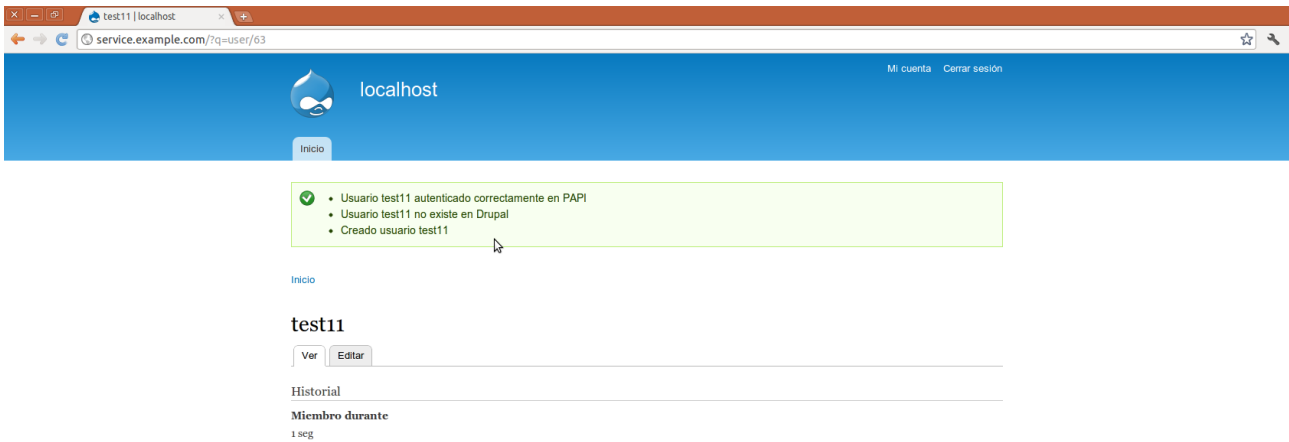 test11 | localhost
service.example.com/?q=user/63
Mi cuenta Cerrar sesión
localhost
Inicio
Usuario test11 autenticado correctamente en PAPI
Usuario test11 no existe en Drupal
Creado usuario test11
Inicio
test11
Ver Editar
Historial
Miembro durante
1 seg